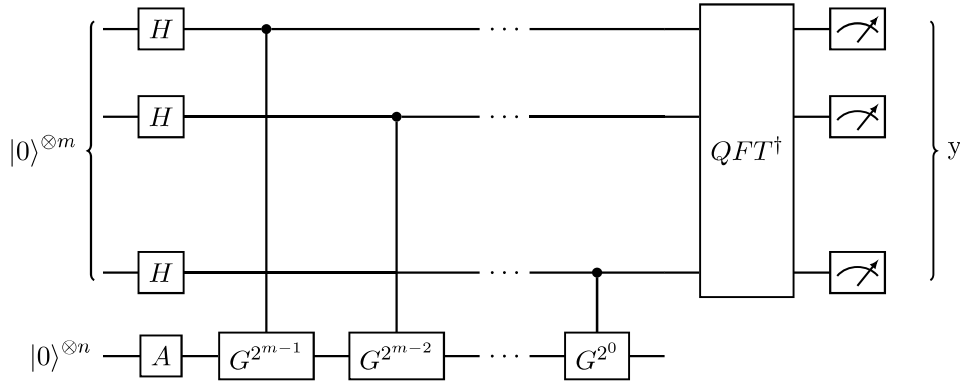 H · · ·
H · · ·
|0⟩^{⊗m} QFT^† y
H · · ·
|0⟩^{⊗n} A G^{2^{m−1}} G^{2^{m−2}} · · · G^{2^0}